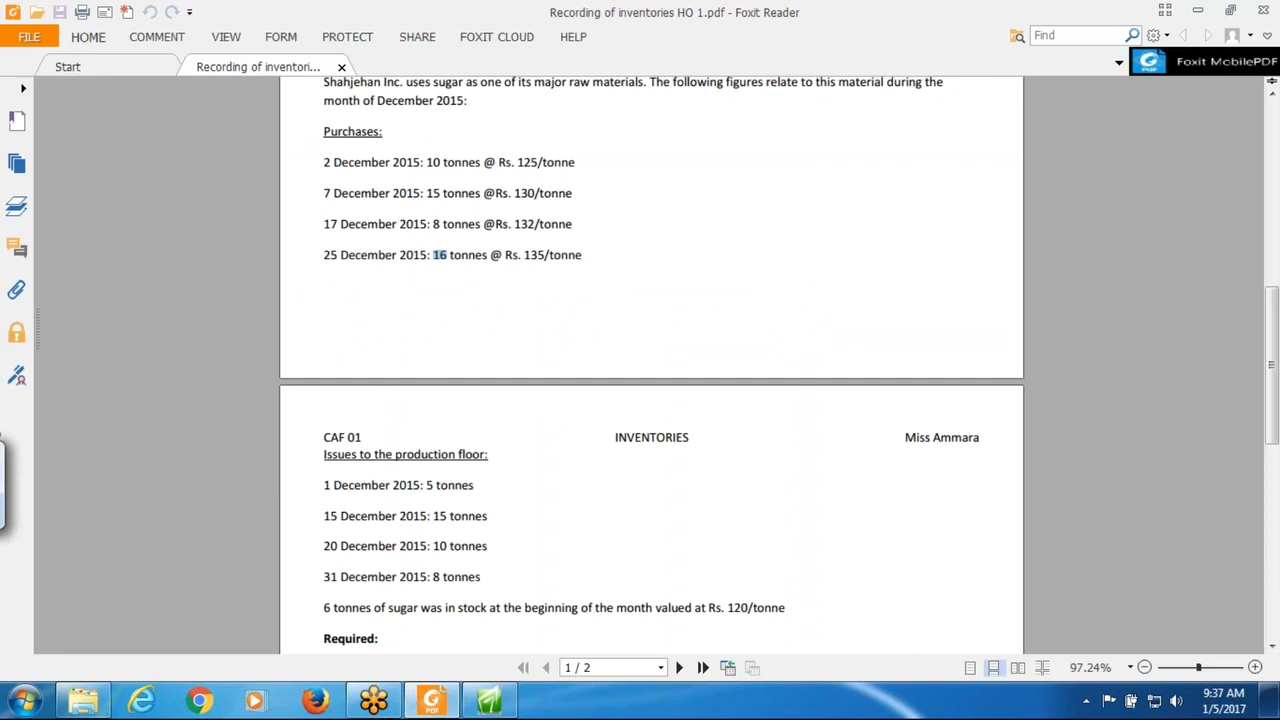 Recording of inventories HO 1.pdf - Foxit Reader
FILE HOME COMMENT VIEW FORM PROTECT SHARE FOXIT CLOUD HELP Find
Start Recording of inventori... Foxit MobilePDF
Shahjehan Inc. uses sugar as one of its major raw materials. The following figures relate to this material during the
month of December 2015:
Purchases:
2 December 2015: 10 tonnes @ Rs. 125/tonne
7 December 2015: 15 tonnes @Rs. 130/tonne
17 December 2015: 8 tonnes @Rs. 132/tonne
25 December 2015: 16 tonnes @ Rs. 135/tonne
CAF 01 INVENTORIES Miss Ammara
Issues to the production floor:
1 December 2015: 5 tonnes
15 December 2015: 15 tonnes
20 December 2015: 10 tonnes
31 December 2015: 8 tonnes
6 tonnes of sugar was in stock at the beginning of the month valued at Rs. 120/tonne
Required:
1 / 2 97.24%
9:37 AM
1/5/2017